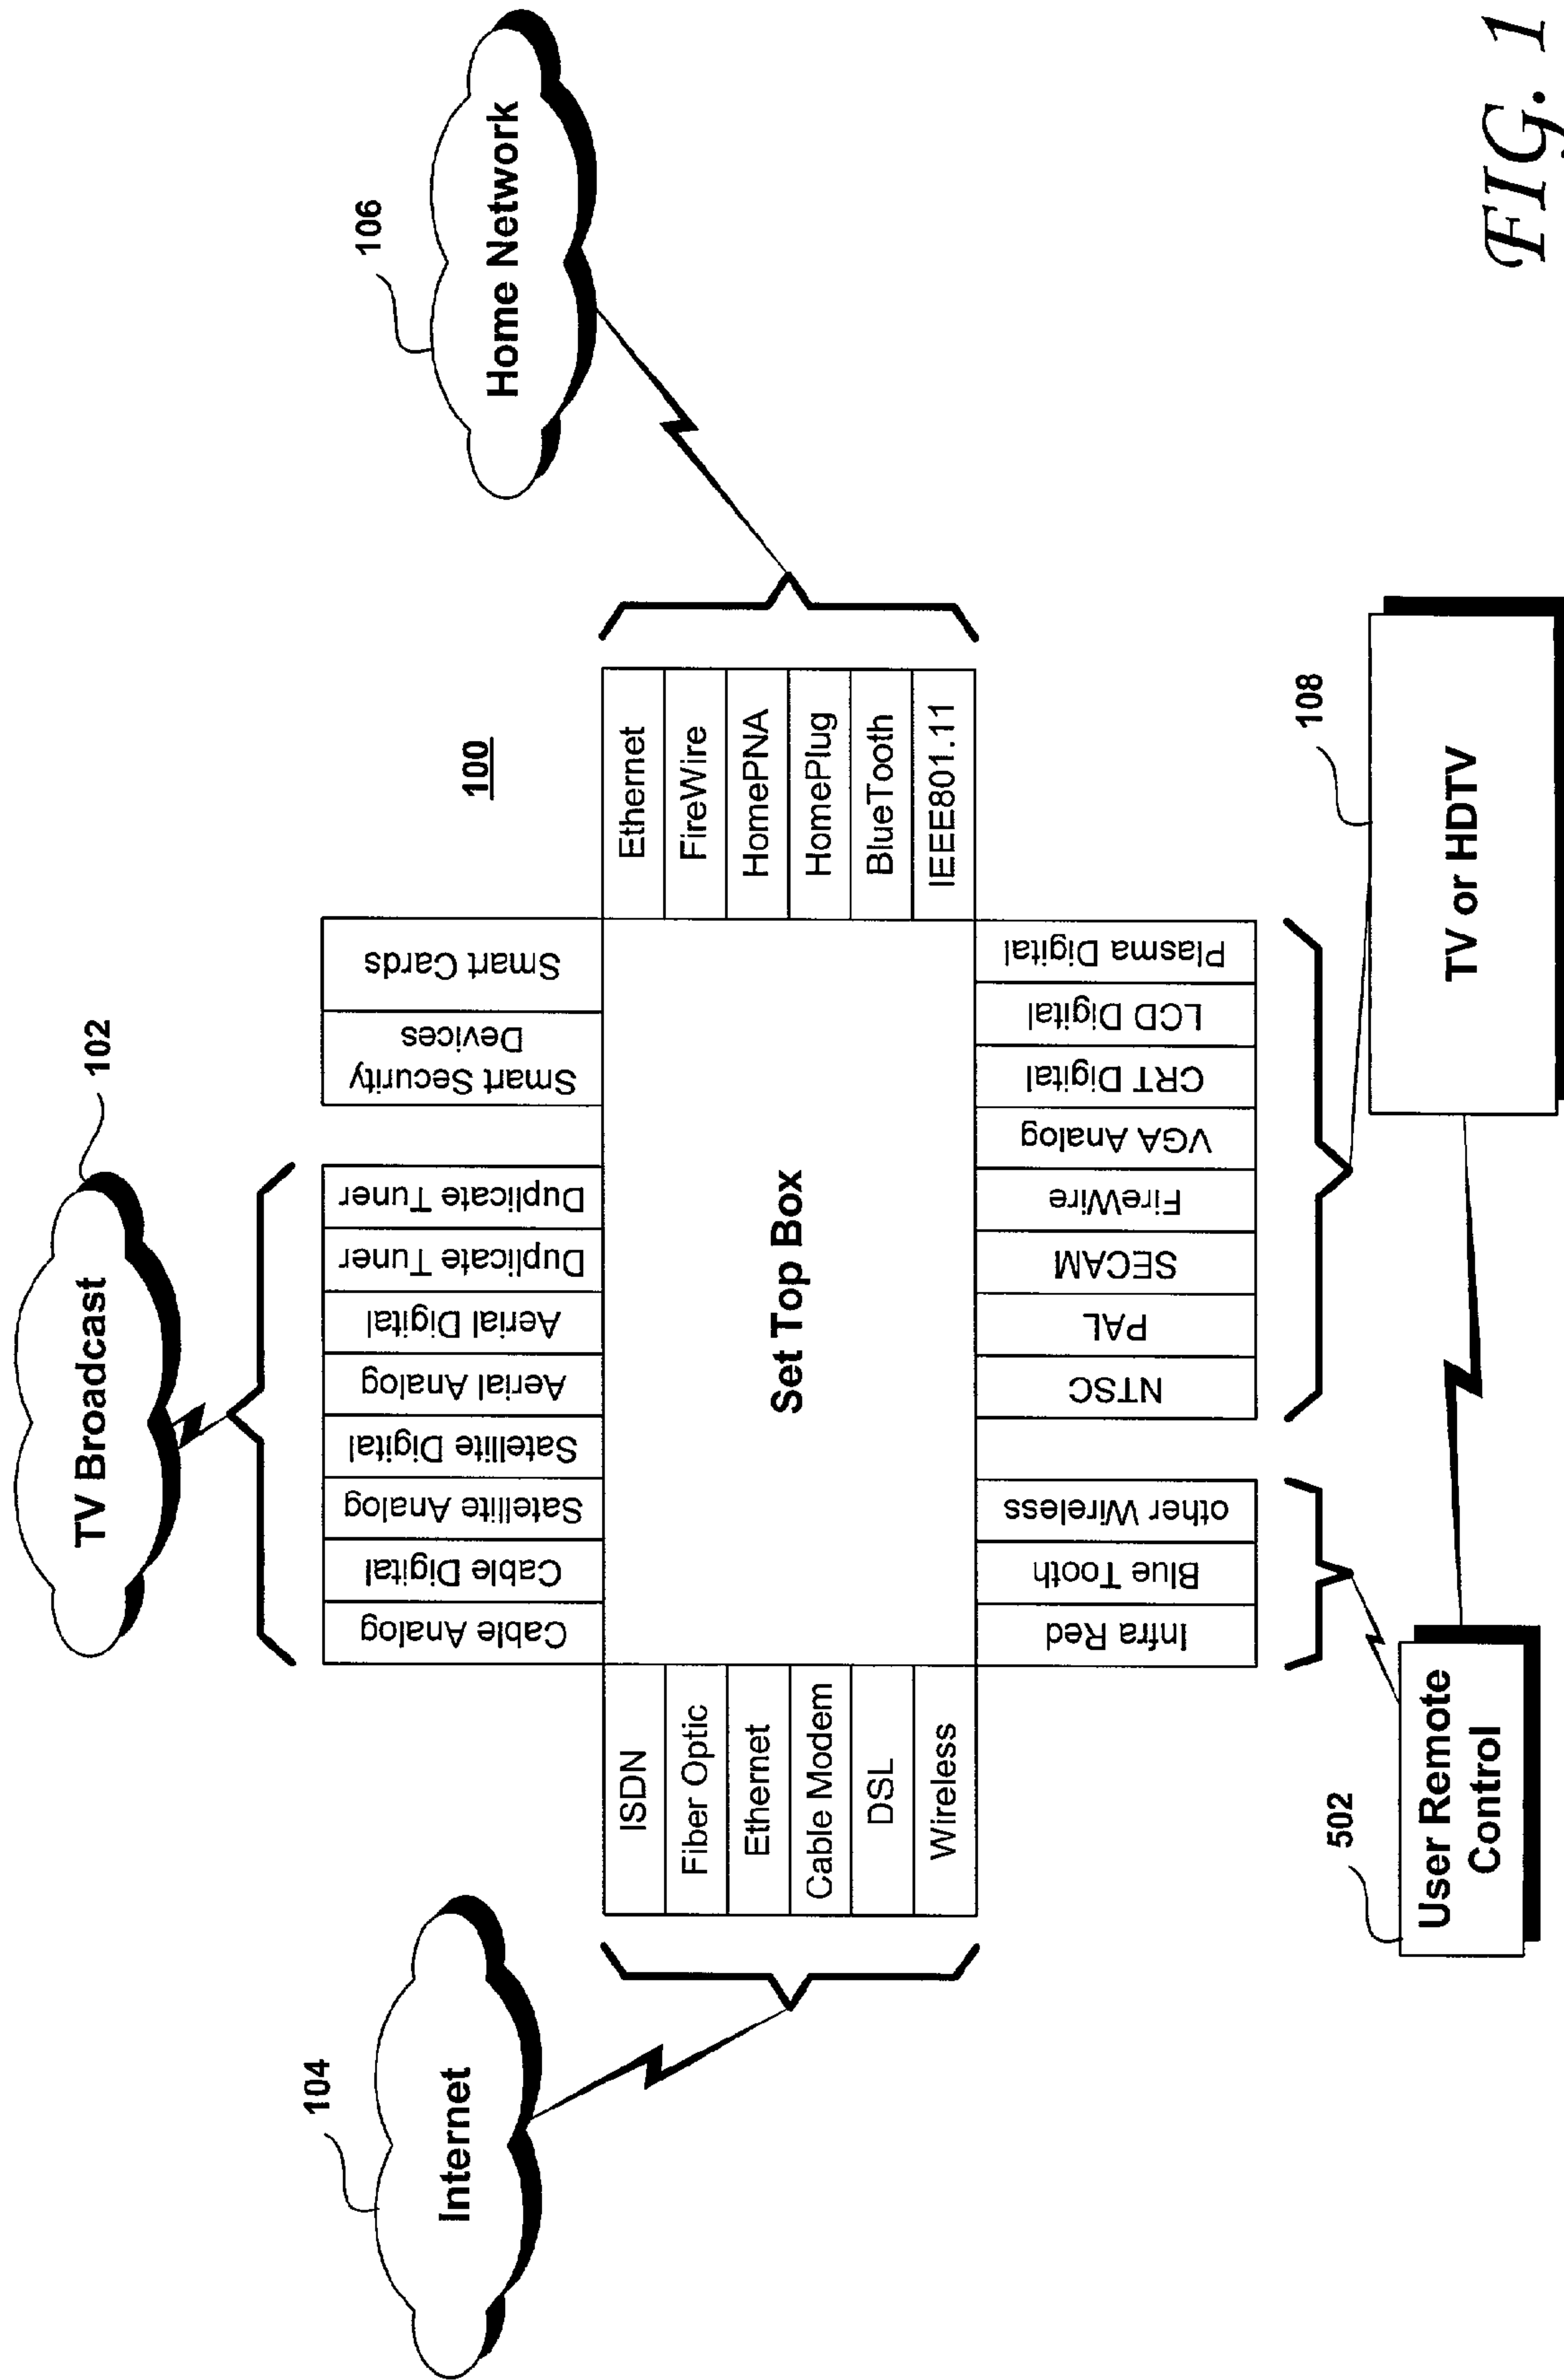 102
TV Broadcast
104
Internet
106
Home Network
Cable Analog
Cable Digital
Satellite Analog
Satellite Digital
Aerial Analog
Aerial Digital
Duplicate Tuner
Duplicate Tuner
Smart Security
Devices
Smart Cards
100
ISDN
Fiber Optic
Ethernet
Cable Modem
DSL
Wireless
Set Top Box
Ethernet
FireWire
HomePNA
HomePlug
BlueTooth
IEEE801.11
Infra Red
Blue Tooth
other Wireless
NTSC
PAL
SECAM
FireWire
VGA Analog
CRT Digital
LCD Digital
Plasma Digital
502
User Remote
Control
108
TV or HDTV
FIG. 1